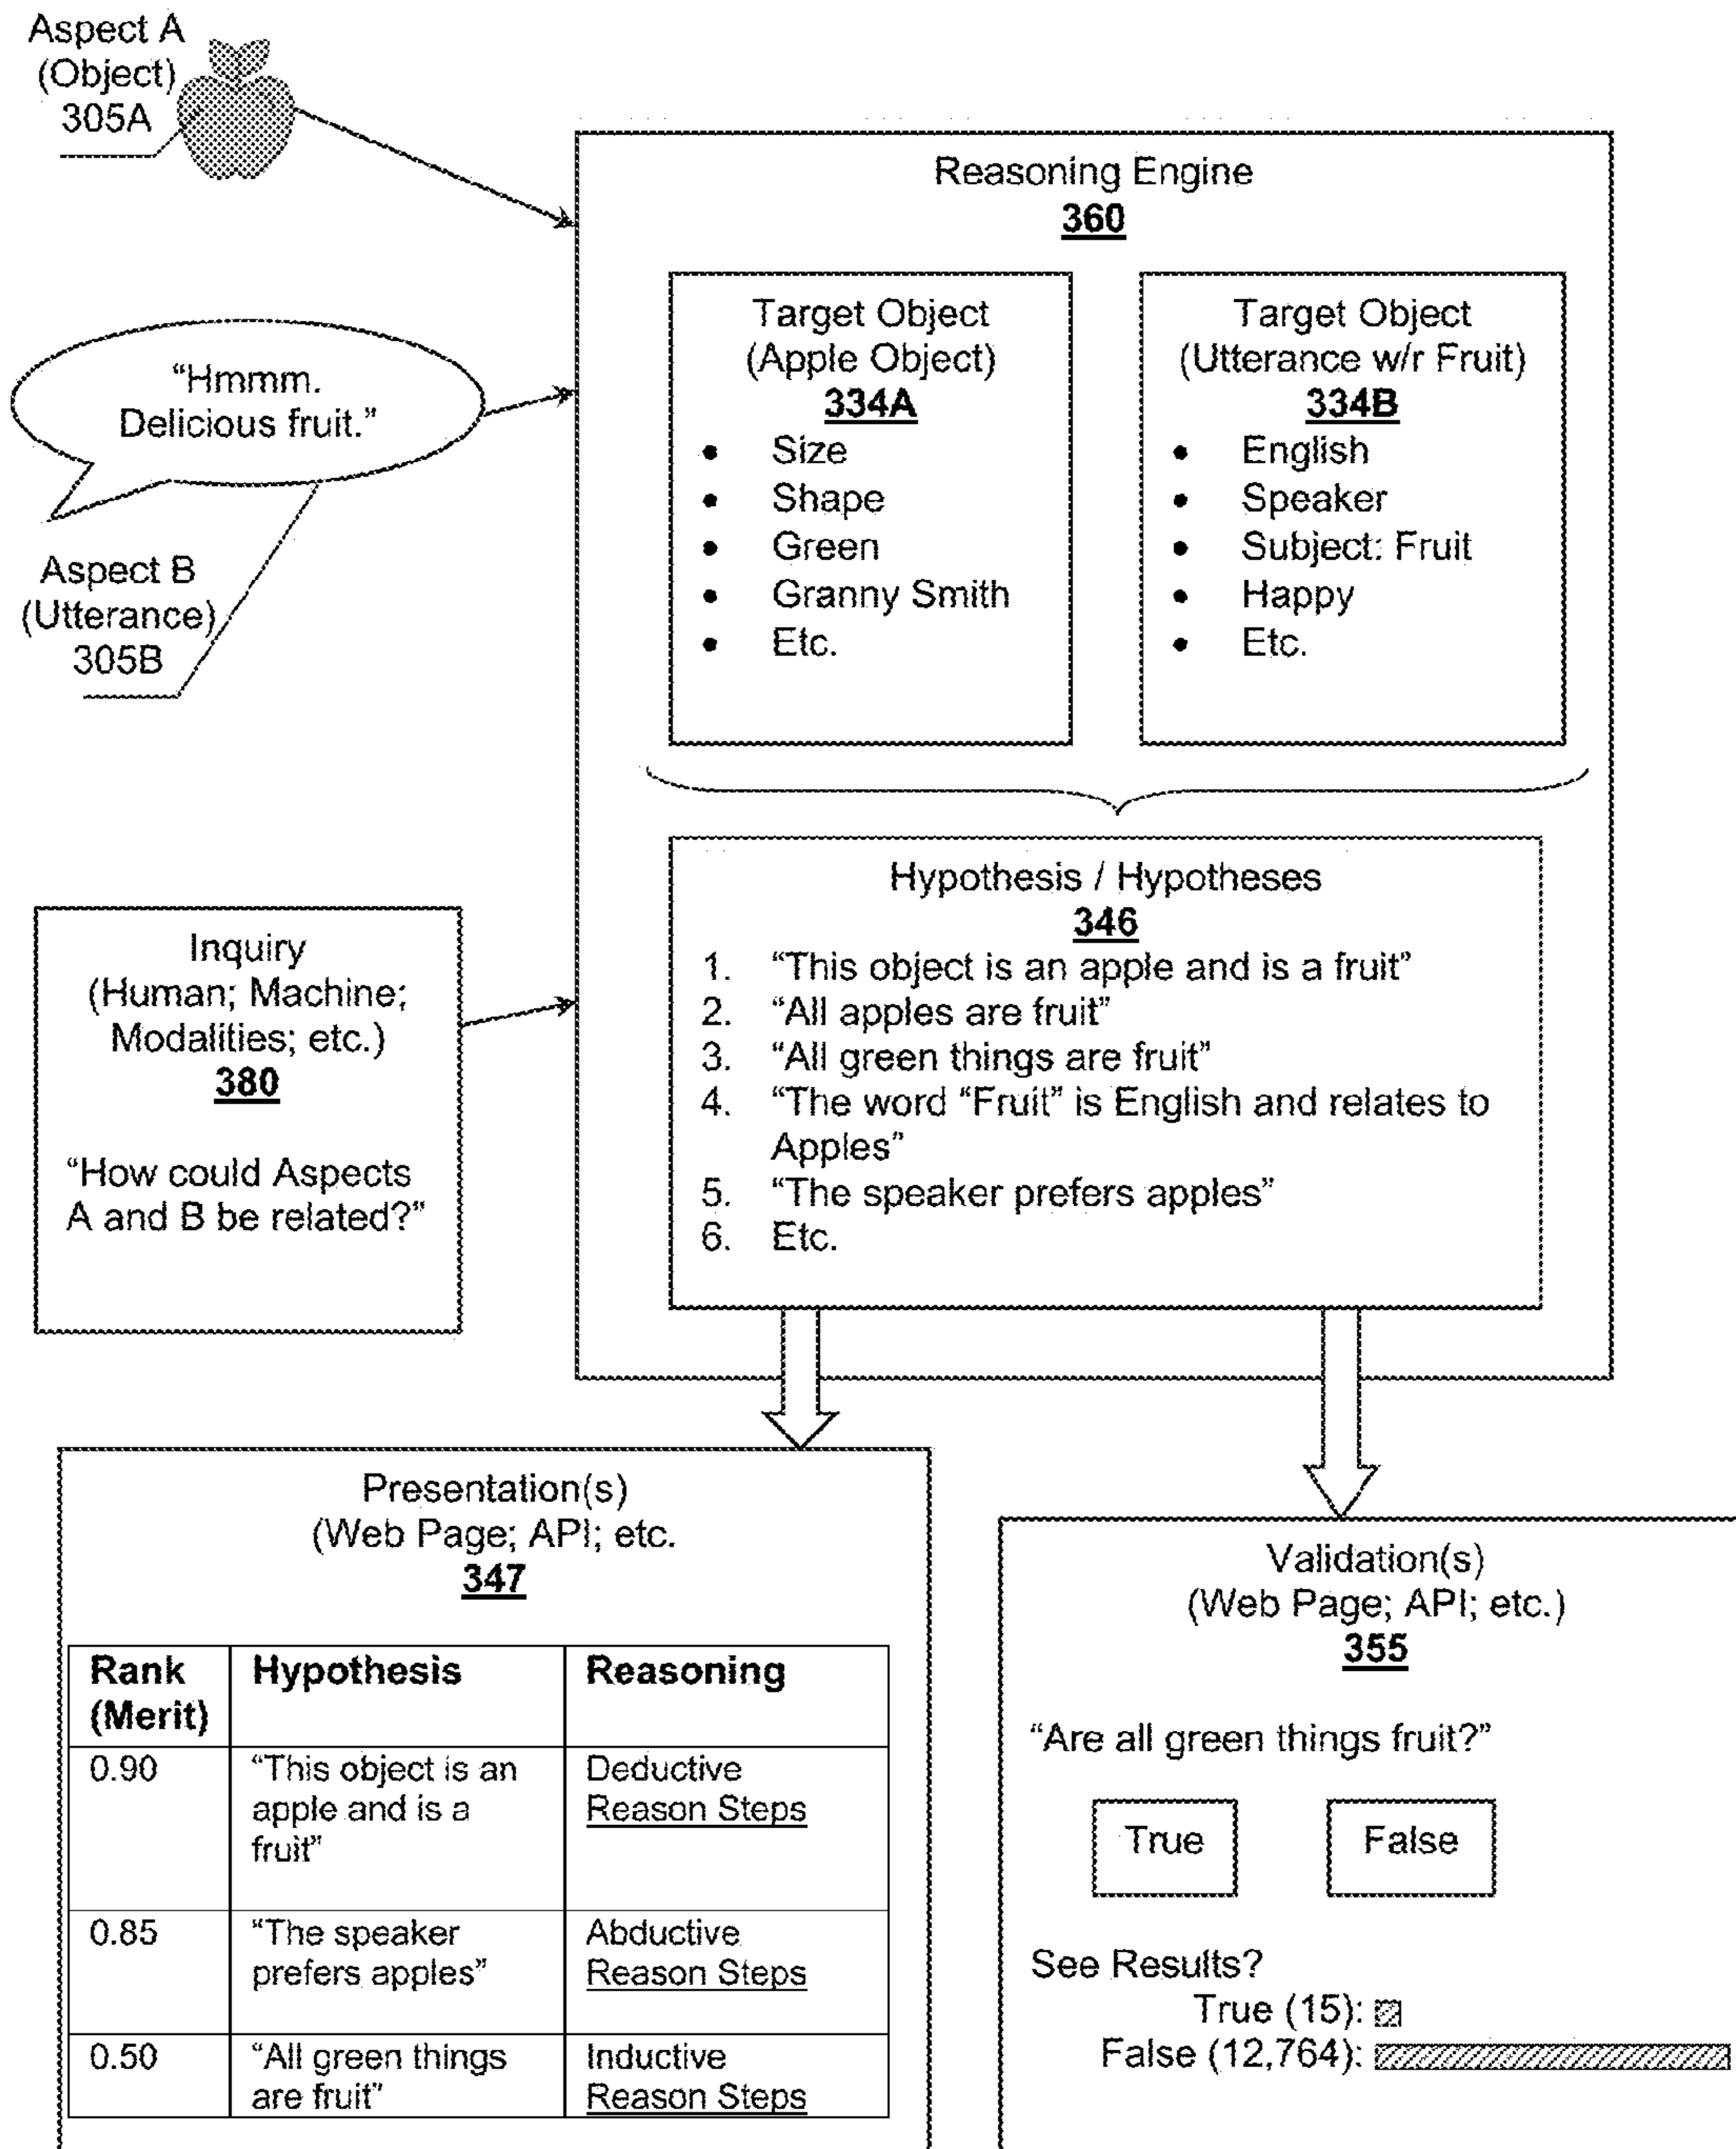 Aspect A
(Object)
305A
Reasoning Engine
360
Target Object
(Apple Object)
334A
• Size
• Shape
• Green
• Granny Smith
• Etc.
Target Object
(Utterance w/r Fruit)
334B
• English
• Speaker
• Subject: Fruit
• Happy
• Etc.
“Hmmm.
Delicious fruit.”
Aspect B
(Utterance)
305B
Hypothesis / Hypotheses
346
1. “This object is an apple and is a fruit”
2. “All apples are fruit”
3. “All green things are fruit”
4. “The word “Fruit” is English and relates to
Apples”
5. “The speaker prefers apples”
6. Etc.
Inquiry
(Human; Machine;
Modalities; etc.)
380
“How could Aspects
A and B be related?”
Presentation(s)
(Web Page; API; etc.
347
Rank
(Merit)
Hypothesis
Reasoning
0.90
“This object is an
apple and is a
fruit”
Deductive
Reason Steps
0.85
“The speaker
prefers apples”
Abductive
Reason Steps
0.50
“All green things
are fruit”
Inductive
Reason Steps
Validation(s)
(Web Page; API; etc.)
355
“Are all green things fruit?”
True
False
See Results?
True (15):
False (12,764):